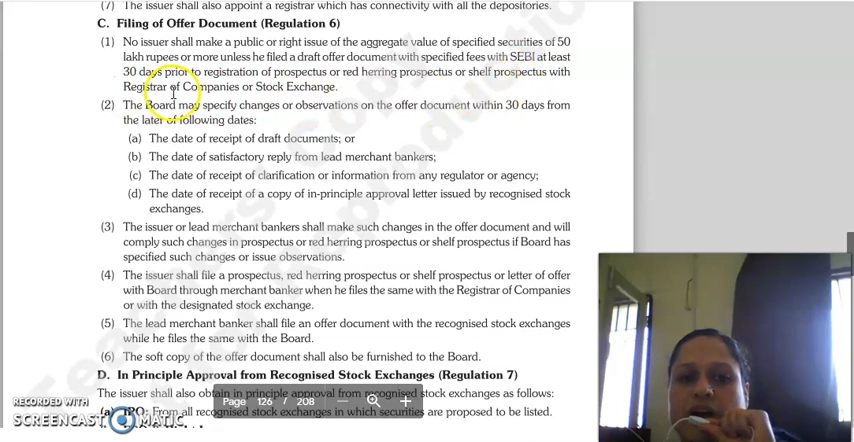 (7) The issuer shall also appoint a registrar which has connectivity with all the depositories.
C. Filing of Offer Document (Regulation 6)
(1) No issuer shall make a public or right issue of the aggregate value of specified securities of 50
lakh rupees or more unless he filed a draft offer document with specified fees with SEBI at least
30 days prior to registration of prospectus or red herring prospectus or shelf prospectus with
Registrar of Companies or Stock Exchange.
(2) The Board may specify changes or observations on the offer document within 30 days from
the later of following dates:
(a) The date of receipt of draft documents; or
(b) The date of satisfactory reply from lead merchant bankers;
(c) The date of receipt of clarification or information from any regulator or agency;
(d) The date of receipt of a copy of in-principle approval letter issued by recognised stock
exchanges.
(3) The issuer or lead merchant bankers shall make such changes in the offer document and will
comply such changes in prospectus or red herring prospectus or shelf prospectus if Board has
specified such changes or issue observations.
(4) The issuer shall file a prospectus, red herring prospectus or shelf prospectus or letter of offer
with Board through merchant banker when he files the same with the Registrar of Companies
or with the designated stock exchange.
(5) The lead merchant banker shall file an offer document with the recognised stock exchanges
while he files the same with the Board.
(6) The soft copy of the offer document shall also be furnished to the Board.
D. In Principle Approval from Recognised Stock Exchanges (Regulation 7)
The issuer shall also obtain in principle approval from recognised stock exchanges as follows:
(a) IPO: From all recognised stock exchanges in which securities are proposed to be listed.
Page 126 / 208
RECORDED WITH
SCREENCAST MATIC
Teachers Copy
Reproduction